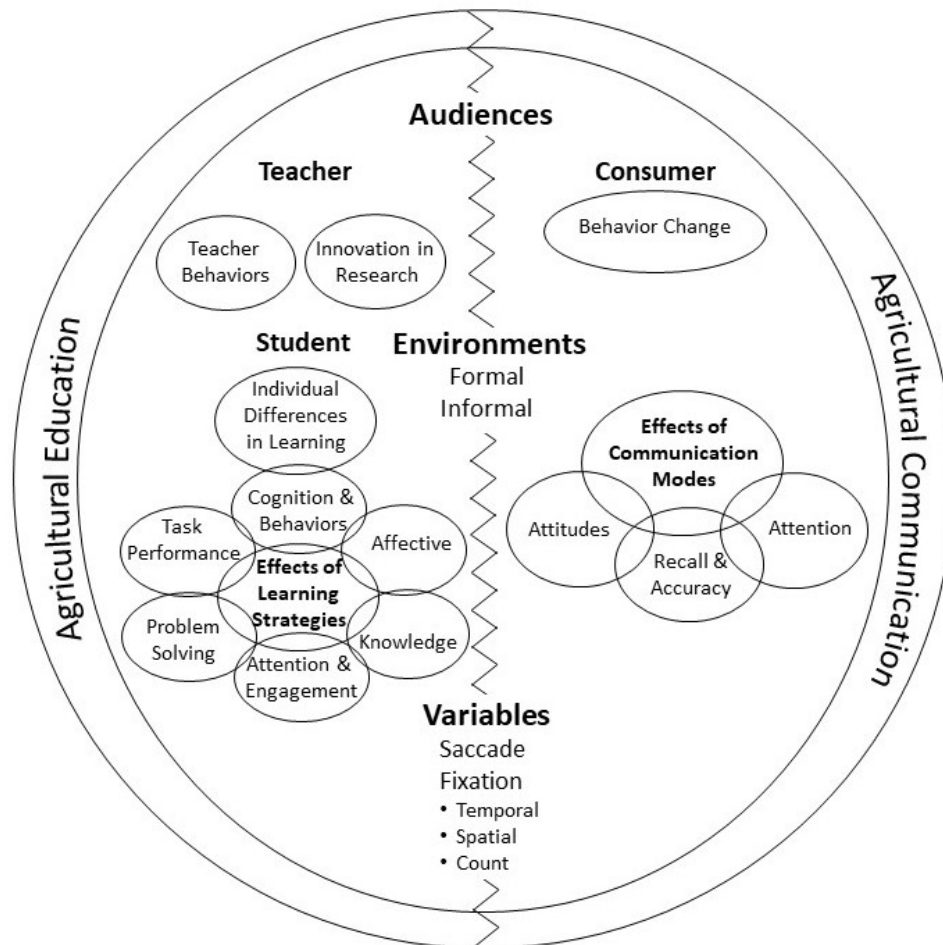 Audiences
Teacher
Consumer
Teacher
Behaviors
Innovation in
Research
Behavior Change
Agricultural Education
Agricultural Communication
Student
Environments
Formal
Informal
Individual
Differences
in Learning
Cognition &
Behaviors
Task
Performance
Affective
Effects of
Learning
Strategies
Problem
Solving
Knowledge
Attention &
Engagement
Effects of
Communication
Modes
Attitudes
Attention
Recall &
Accuracy
Variables
Saccade
Fixation
• Temporal
• Spatial
• Count